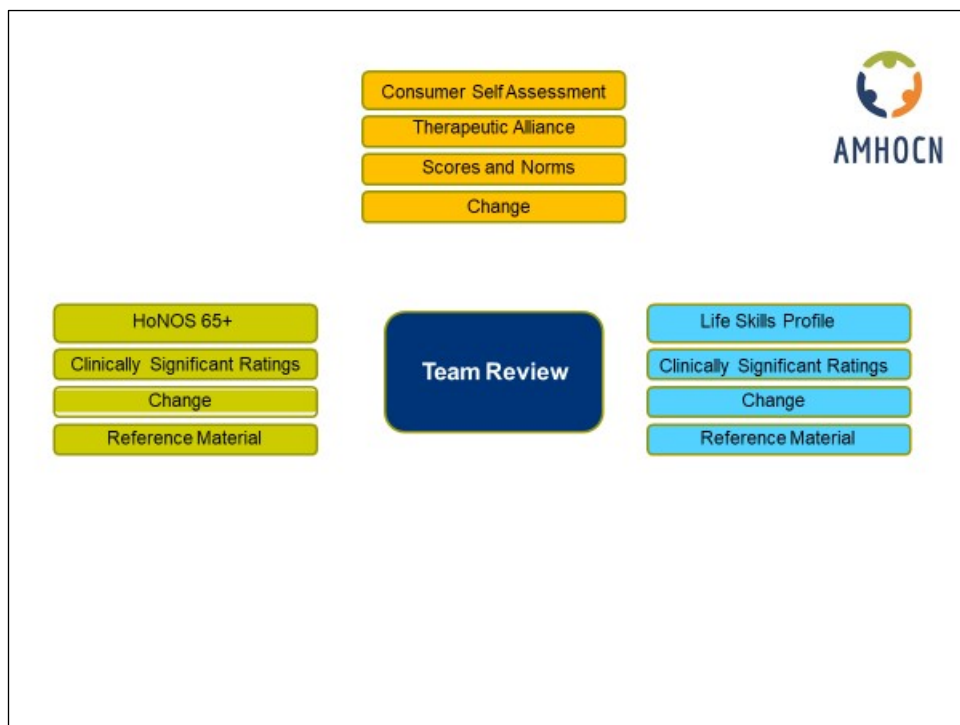 Consumer Self Assessment
Therapeutic Alliance
Scores and Norms
Change
AMHOCN
HoNOS 65+
Clinically Significant Ratings
Change
Reference Material
Team Review
Life Skills Profile
Clinically Significant Ratings
Change
Reference Material